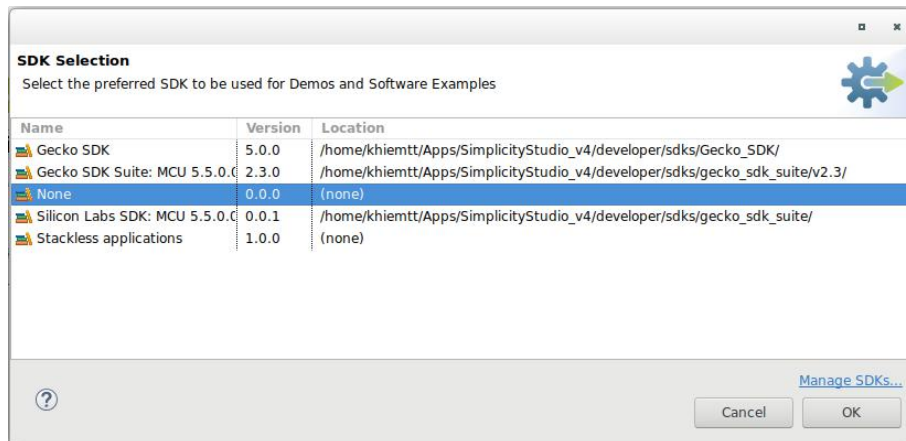 SDK Selection
Select the preferred SDK to be used for Demos and Software Examples
Name Version Location
Gecko SDK 5.0.0 /home/khiemtt/Apps/SimplicityStudio_v4/developer/sdks/Gecko_SDK/
Gecko SDK Suite: MCU 5.5.0.0 2.3.0 /home/khiemtt/Apps/SimplicityStudio_v4/developer/sdks/gecko_sdk_suite/v2.3/
None 0.0.0 (none)
Silicon Labs SDK: MCU 5.5.0.0 0.0.1 /home/khiemtt/Apps/SimplicityStudio_v4/developer/sdks/gecko_sdk_suite/
Stackless applications 1.0.0 (none)
Manage SDKs...
?
Cancel OK